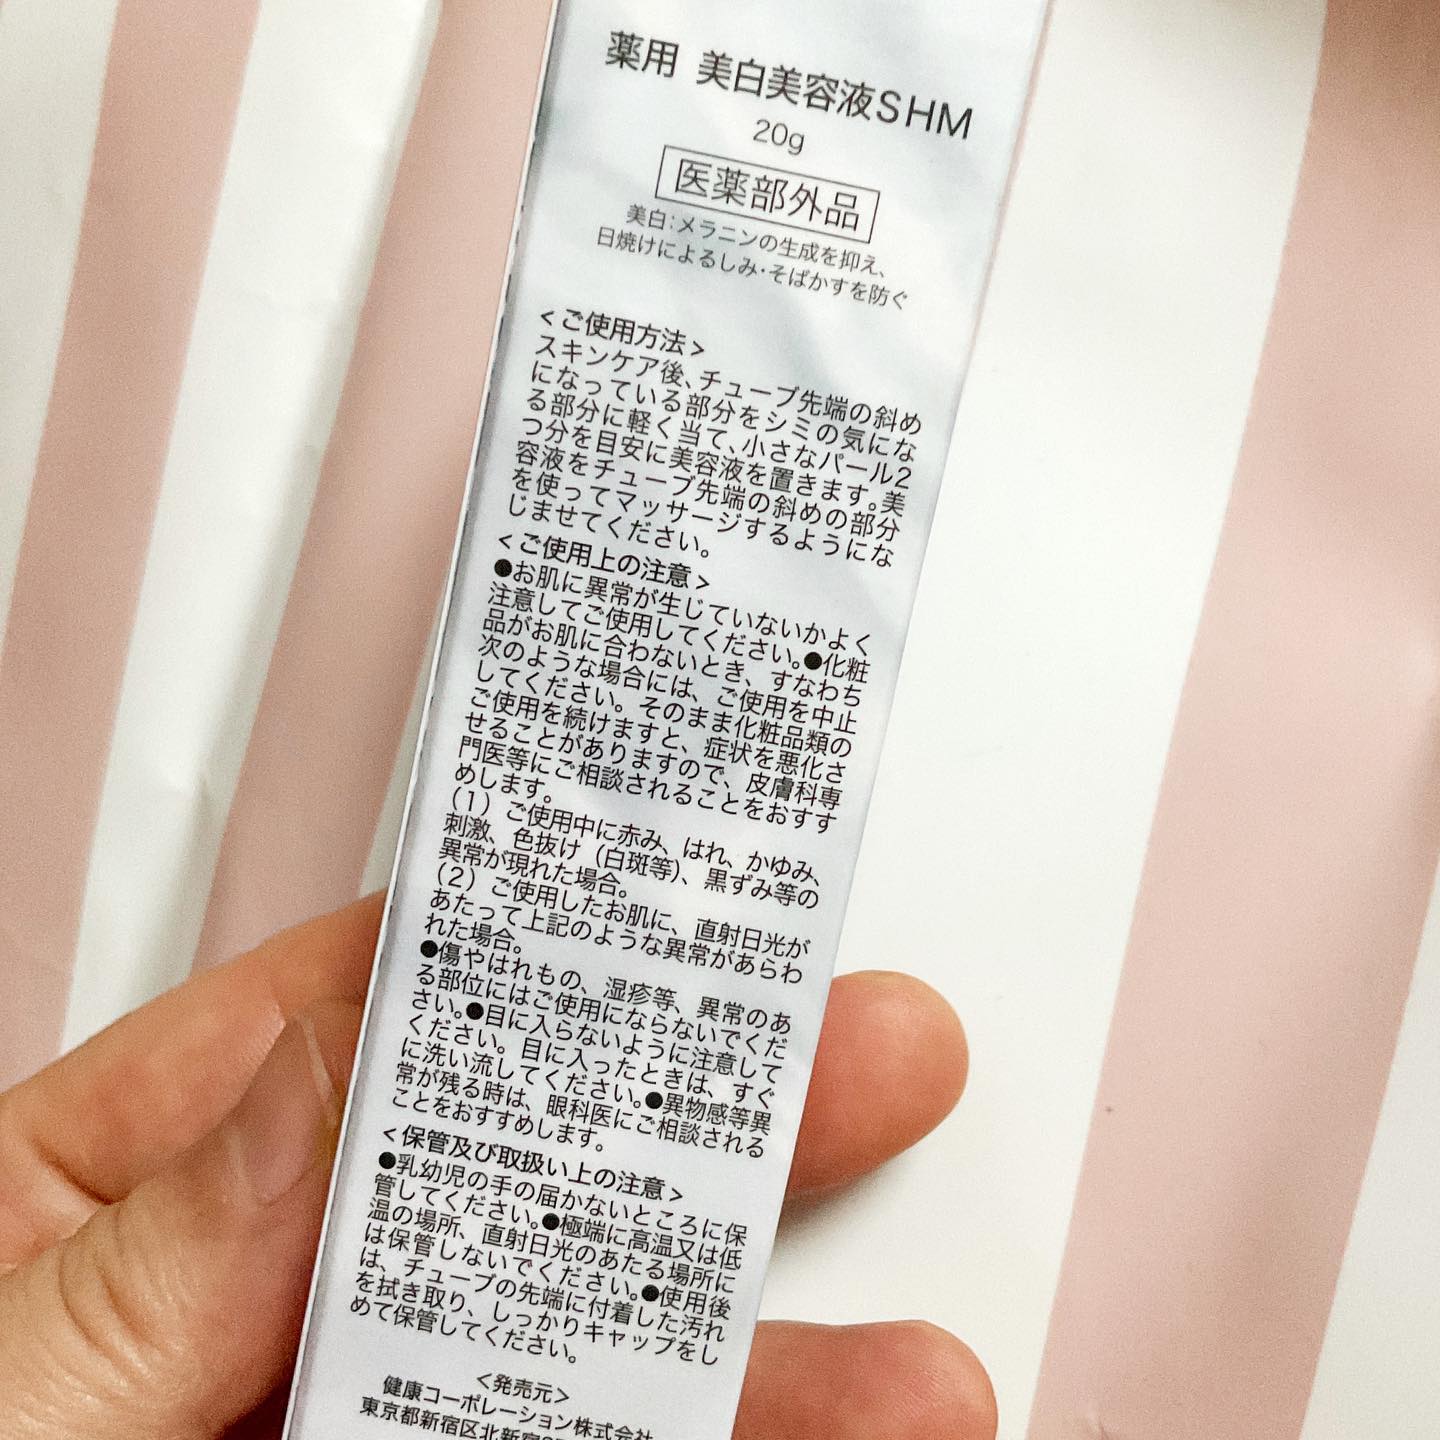 薬用 美白美容液SHM
20g
医薬部外品
美白:メラニンの生成を抑え、
日焼けによるしみ・そばかすを防ぐ
<ご使用方法>
スキンケア後、チューブ先端の斜め
になっている部分をシミの気にな
る部分に軽く当て、小さなパール2
つ分を目安に美容液を置きます。美
容液をチューブ先端の斜めの部分
を使ってマッサージするようにな
じませてください。
<ご使用上の注意>
●お肌に異常が生じていないかよく
注意してご使用してください。●化粧
品がお肌に合わないとき、すなわち
次のような場合には、ご使用を中止
してください。そのまま化粧品類の
ご使用を続けますと、症状を悪化さ
せることがありますので、皮膚科専
門医等にご相談されることをおすす
めします。
(1) ご使用中に赤み、はれ、かゆみ、
刺激、色抜け(白斑等)、黒ずみ等の
異常が現れた場合。
(2) ご使用したお肌に、直射日光が
あたって上記のような異常があらわ
れた場合。
●傷やはれもの、湿疹等、異常のあ
る部位にはご使用にならないでくだ
さい。●目に入らないように注意して
ください。目に入ったときは、すぐ
に洗い流してください。●異物感等異
常が残る時は、眼科医にご相談される
ことをおすすめします。
<保管及び取扱い上の注意>
●乳幼児の手の届かないところに保
管してください。●極端に高温又は低
温の場所、直射日光のあたる場所に
は保管しないでください。●使用後
は、チューブの先端に付着した汚れ
を拭き取り、しっかりキャップをし
めて保管してください。
<発売元>
健康コーポレーション株式会社
東京都新宿区北新宿